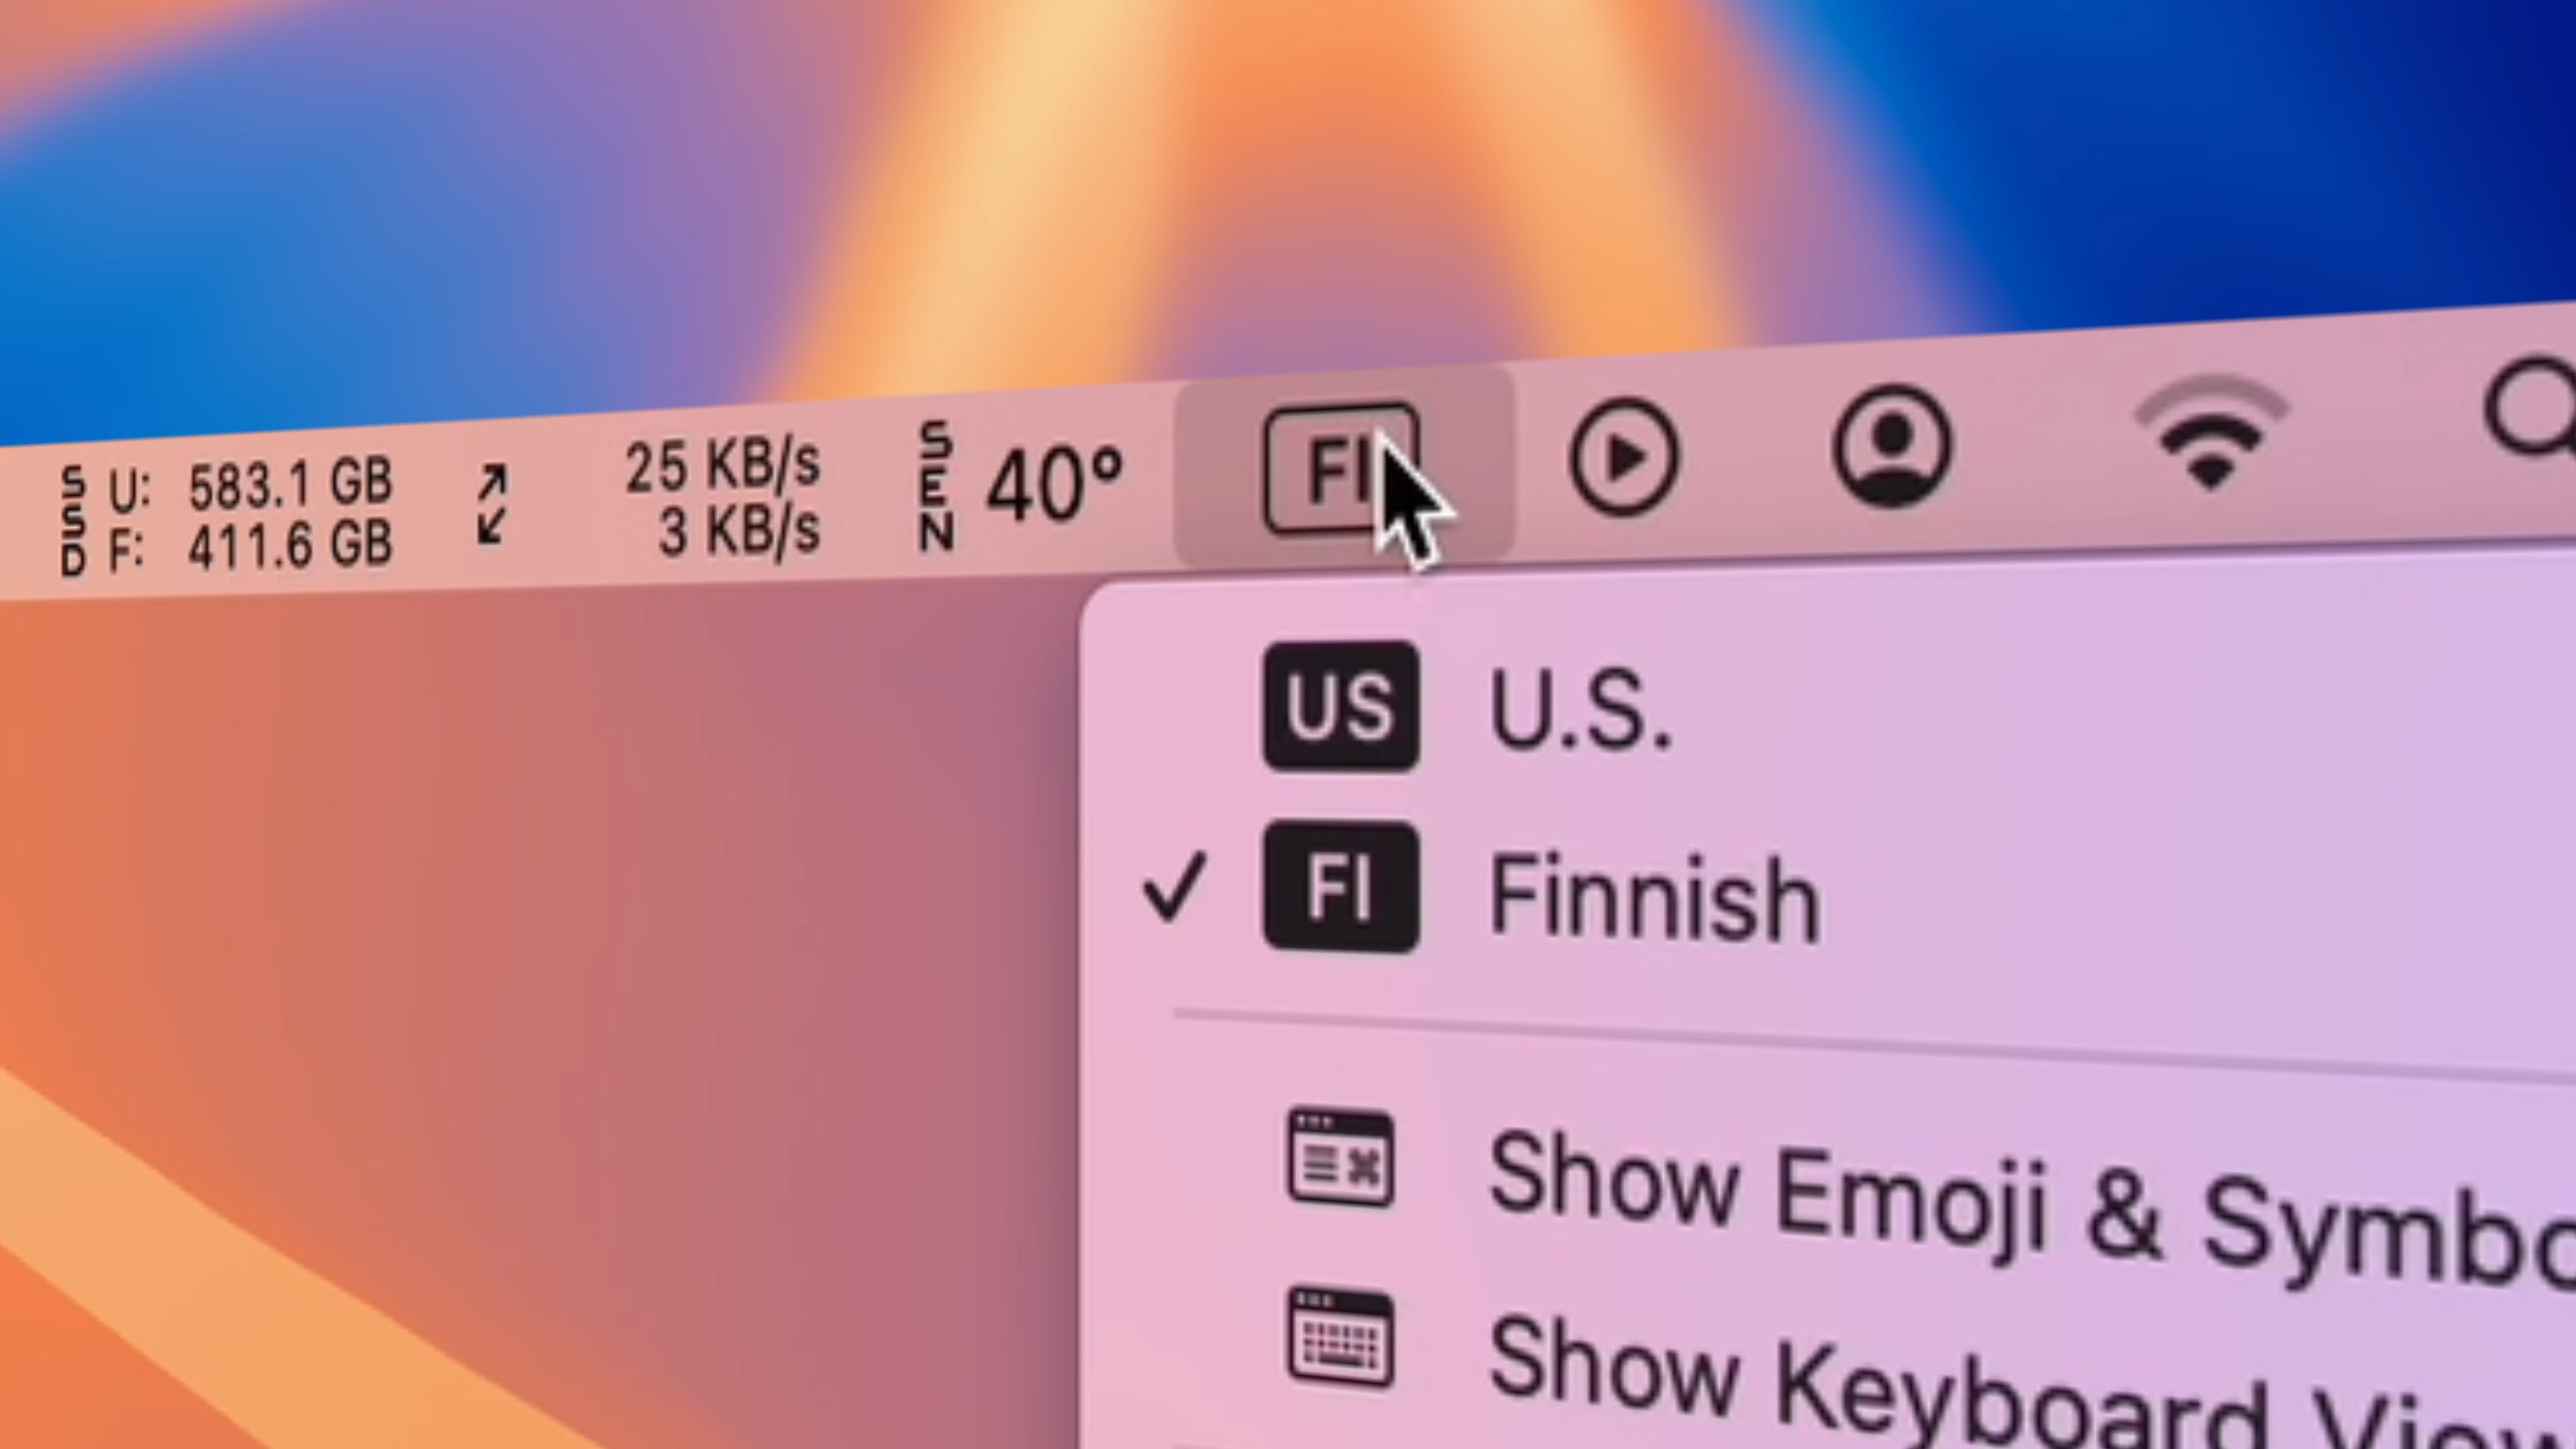 SSD U: 583.1 GB
F: 411.6 GB
25 KB/s
3 KB/s
SEN 40°
FI
US U.S.
✓ FI Finnish
Show Emoji & Symbo
Show Keyboard View